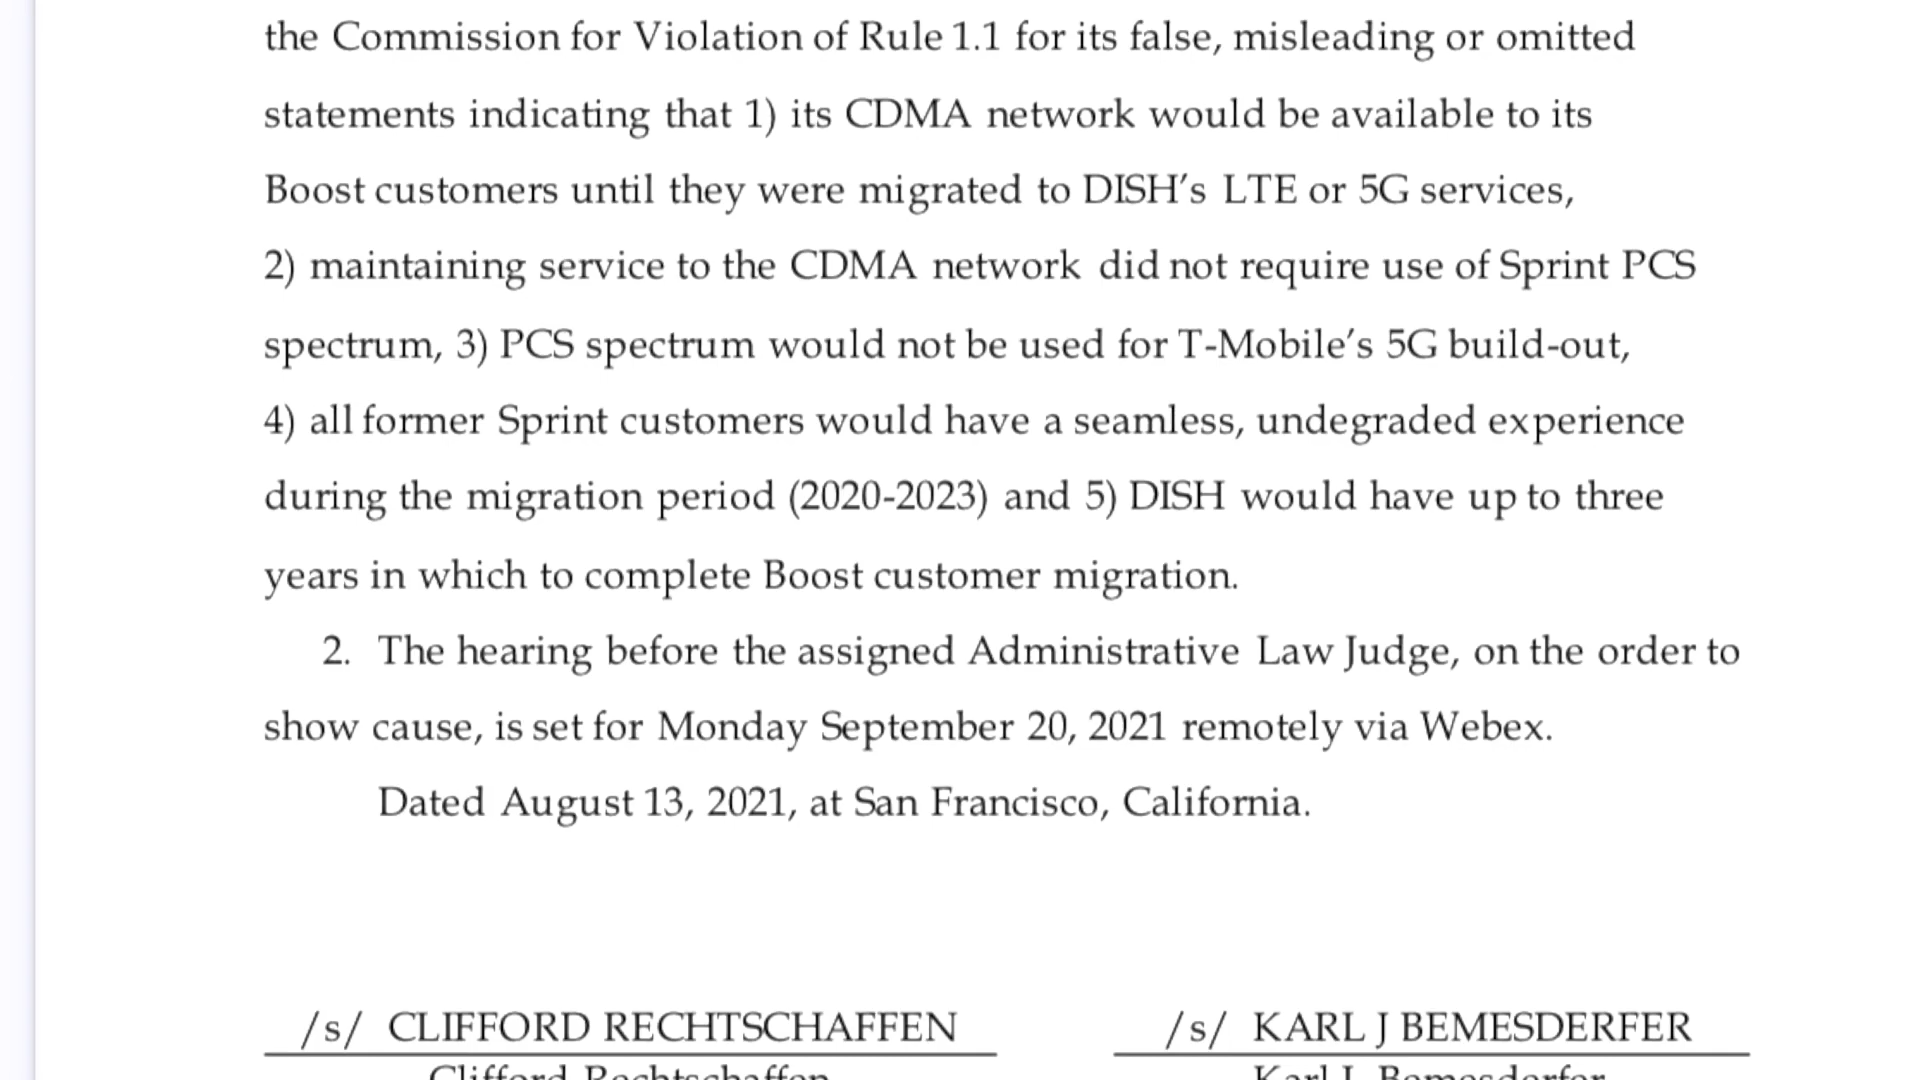 the Commission for Violation of Rule 1.1 for its false, misleading or omitted
statements indicating that 1) its CDMA network would be available to its
Boost customers until they were migrated to DISH’s LTE or 5G services,
2) maintaining service to the CDMA network did not require use of Sprint PCS
spectrum, 3) PCS spectrum would not be used for T-Mobile’s 5G build-out,
4) all former Sprint customers would have a seamless, undegraded experience
during the migration period (2020-2023) and 5) DISH would have up to three
years in which to complete Boost customer migration.
2. The hearing before the assigned Administrative Law Judge, on the order to
show cause, is set for Monday September 20, 2021 remotely via Webex.
Dated August 13, 2021, at San Francisco, California.
/s/ CLIFFORD RECHTSCHAFFEN /s/ KARL J BEMESDERFER
Clifford Rechtschaffen Karl J. Bemesderfer